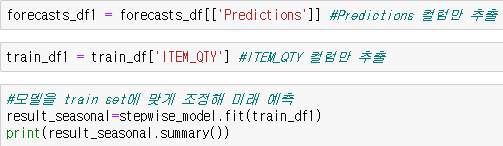 forecasts_df1 = forecasts_df[['Predictions']] #Predictions 컬럼만 추출
train_df1 = train_df['ITEM_QTY'] #ITEM_QTY 컬럼만 추출
#모델을 train set에 맞게 조정해 미래 예측
result_seasonal=stepwise_model.fit(train_df1)
print(result_seasonal.summary())